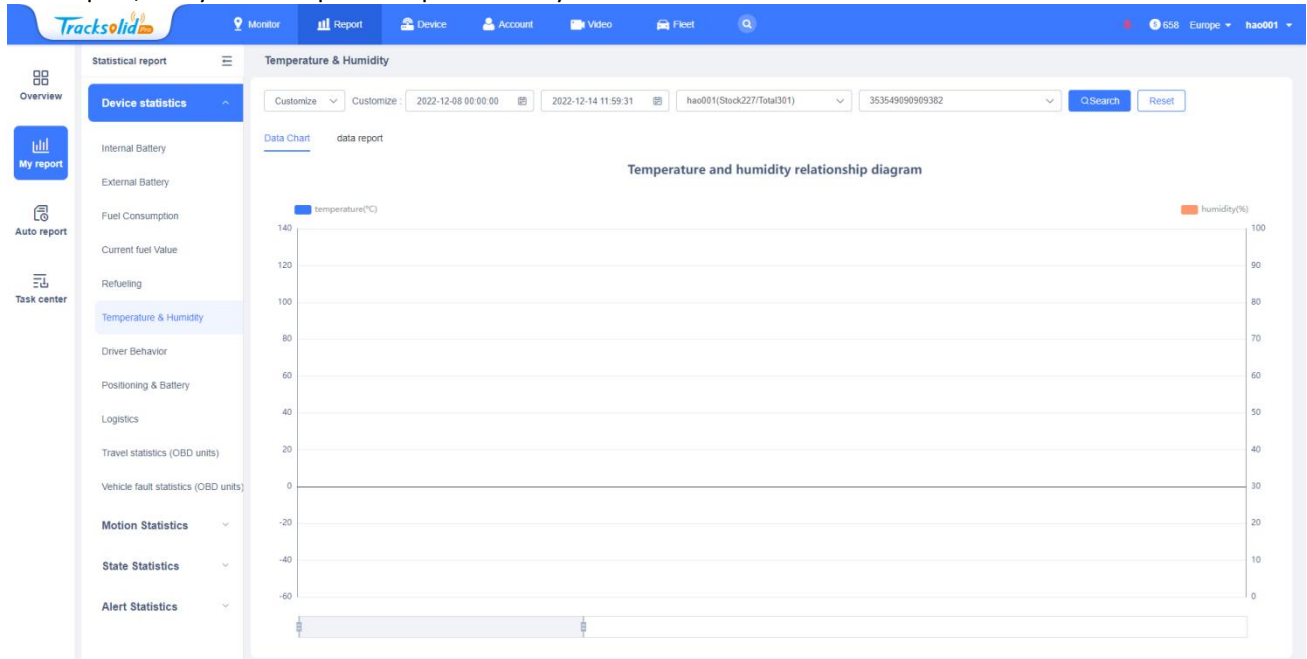 Tracksolid Pro
Monitor Report Device Account Video Fleet
658 Europe hao001
Overview
My report
Auto report
Task center
Statistical report
Device statistics
Internal Battery
External Battery
Fuel Consumption
Current fuel Value
Refueling
Temperature & Humidity
Driver Behavior
Positioning & Battery
Logistics
Travel statistics (OBD units)
Vehicle fault statistics (OBD units)
Motion Statistics
State Statistics
Alert Statistics
Temperature & Humidity
Customize Customize : 2022-12-08 00:00:00 2022-12-14 11:59:31 hao001(Stock227/Total301) 353549090909382 Search Reset
Data Chart data report
Temperature and humidity relationship diagram
temperature(℃) humidity(%)
140 100
120 90
100 80
80 70
60 60
40 50
20 40
0 30
-20 20
-40 10
-60 0